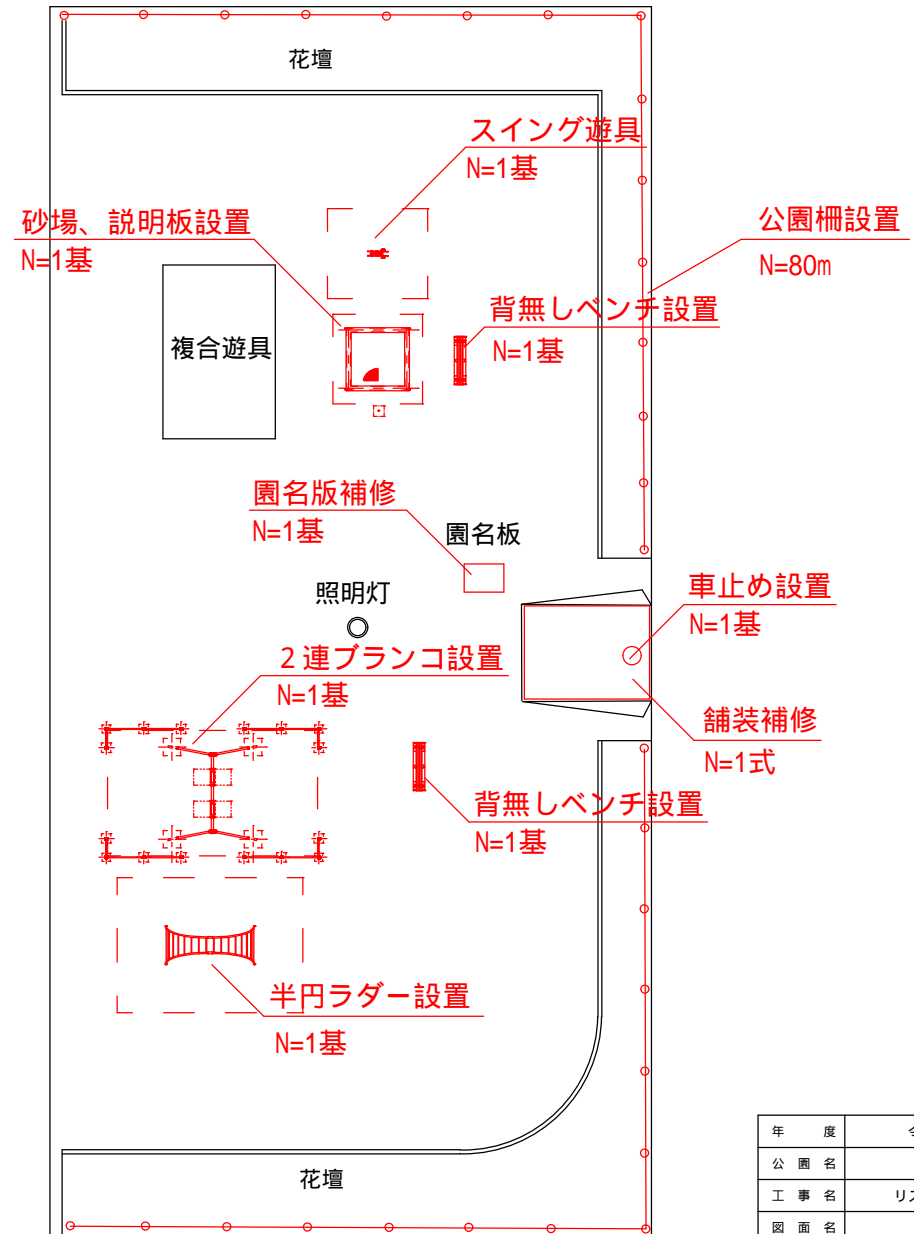 花壇
スイング遊具
N=1基
砂場、説明板設置
N=1基
公園柵設置
N=80m
背無しベンチ設置
N=1基
複合遊具
園名版補修
N=1基
園名板
照明灯
車止め設置
N=1基
2連ブランコ設置
N=1基
舗装補修
N=1式
背無しベンチ設置
N=1基
半円ラダー設置
N=1基
花壇
年 度
公 園 名
工 事 名 リ
図 面 名